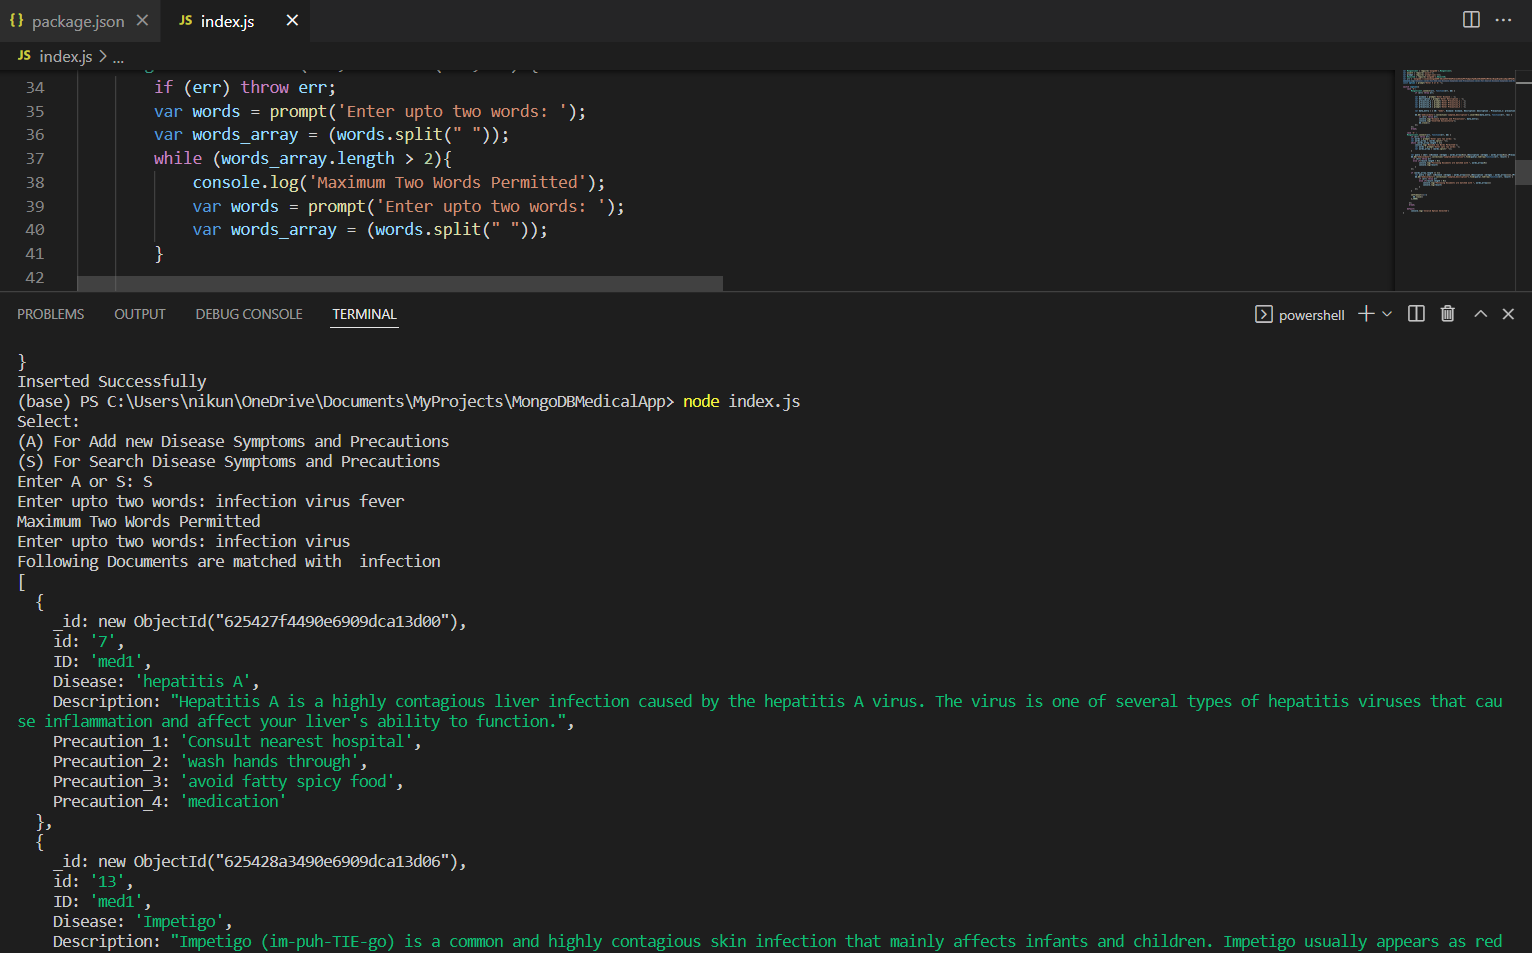 {} package.json
JS index.js
JS index.js > ...
34 if (err) throw err;
35 var words = prompt('Enter upto two words: ');
36 var words_array = (words.split(" "));
37 while (words_array.length > 2){
38 console.log('Maximum Two Words Permitted');
39 var words = prompt('Enter upto two words: ');
40 var words_array = (words.split(" "));
41 }
42
PROBLEMS OUTPUT DEBUG CONSOLE TERMINAL powershell
}
Inserted Successfully
(base) PS C:\Users\nikun\OneDrive\Documents\MyProjects\MongoDBMedicalApp> node index.js
Select:
(A) For Add new Disease Symptoms and Precautions
(S) For Search Disease Symptoms and Precautions
Enter A or S: S
Enter upto two words: infection virus fever
Maximum Two Words Permitted
Enter upto two words: infection virus
Following Documents are matched with  infection
[
{
_id: new ObjectId("625427f4490e6909dca13d00"),
id: '7',
ID: 'med1',
Disease: 'hepatitis A',
Description: "Hepatitis A is a highly contagious liver infection caused by the hepatitis A virus. The virus is one of several types of hepatitis viruses that cau
se inflammation and affect your liver's ability to function.",
Precaution_1: 'Consult nearest hospital',
Precaution_2: 'wash hands through',
Precaution_3: 'avoid fatty spicy food',
Precaution_4: 'medication'
},
{
_id: new ObjectId("625428a3490e6909dca13d06"),
id: '13',
ID: 'med1',
Disease: 'Impetigo',
Description: "Impetigo (im-puh-TIE-go) is a common and highly contagious skin infection that mainly affects infants and children. Impetigo usually appears as red